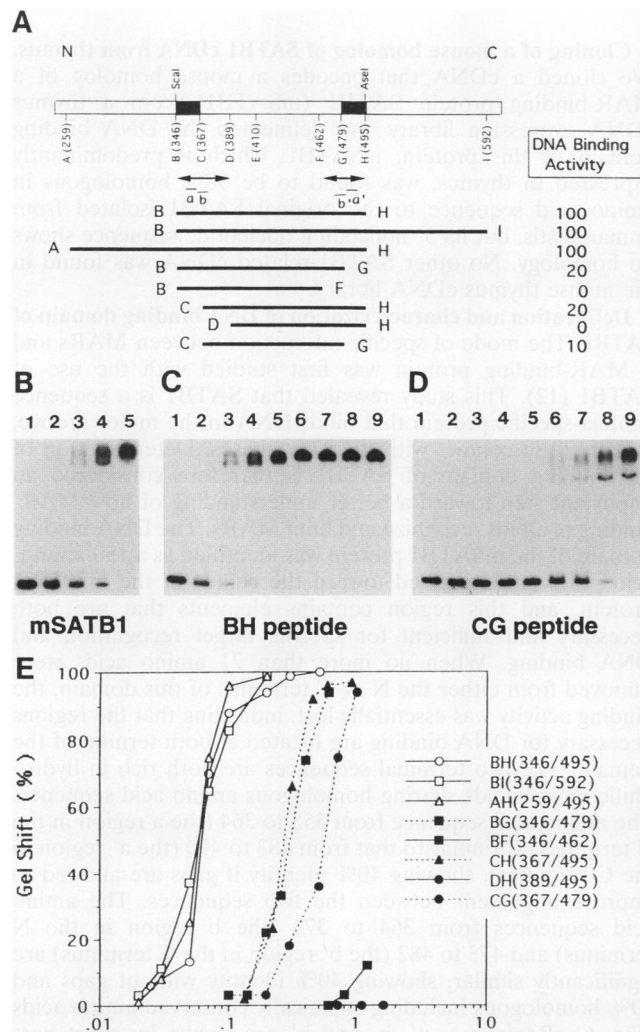 A
N
C
ScaI
AseI
A (259)
B (346)
C (367)
D (389)
E (410)
F (462)
G (479)
H (495)
I (592)
DNA Binding
Activity
a b
b' a'
B H 100
B I 100
A H 100
B G 20
B F 0
C H 20
D H 0
C G 10
B C D
1 2 3 4 5 1 2 3 4 5 6 7 8 9 1 2 3 4 5 6 7 8 9
mSATB1 BH peptide CG peptide
E
Gel Shift (%)
100
80
60
40
20
0
.01 .1 1 10
BH(346/495)
BI(346/592)
AH(259/495)
BG(346/479)
BF(346/462)
CH(367/495)
DH(389/495)
CG(367/479)